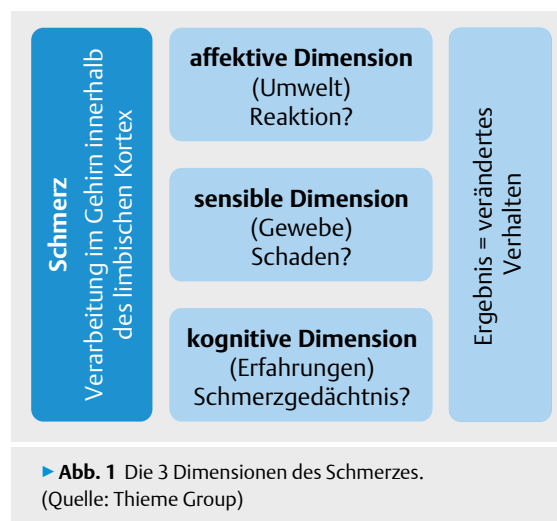 Schmerz
Verarbeitung im Gehirn innerhalb
des limbischen Kortex
affektive Dimension
(Umwelt)
Reaktion?
sensible Dimension
(Gewebe)
Schaden?
kognitive Dimension
(Erfahrungen)
Schmerzgedächtnis?
Ergebnis = verändertes
Verhalten
▶ Abb. 1 Die 3 Dimensionen des Schmerzes.
(Quelle: Thieme Group)